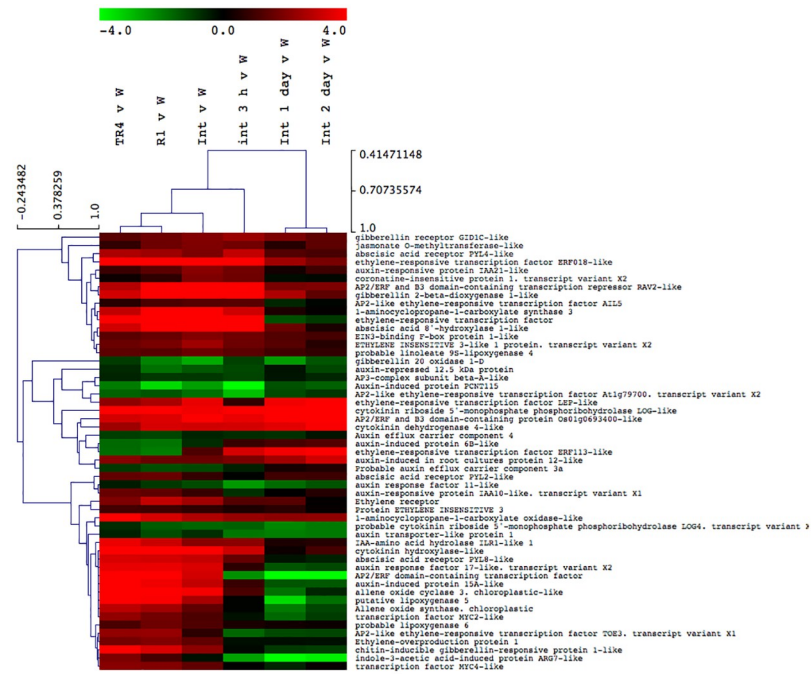 -4.0 0.0 4.0
TR4 v W
R1 v W
Int v W
int 3 h v W
Int 1 day v W
Int 2 day v W
0.41471148
0.70735574
1.0
-0.243482
0.378259
1.0
gibberellin receptor GID1C-like
jasmonate O-methyltransferase-like
abscisic acid receptor PYL4-like
ethylene-responsive transcription factor ERF018-like
auxin-responsive protein IAA21-like
coronatine-insensitive protein 1. transcript variant X2
AP2/ERF and B3 domain-containing transcription repressor RAV2-like
gibberellin 2-beta-dioxygenase 1-like
AP2-like ethylene-responsive transcription factor AIL5
1-aminocyclopropane-1-carboxylate synthase 3
ethylene-responsive transcription factor
abscisic acid 8'-hydroxylase 1-like
EIN3-binding F-box protein 1-like
ETHYLENE INSENSITIVE 3-like 1 protein. transcript variant X2
probable linoleate 9S-lipoxygenase 4
gibberellin 20 oxidase 1-D
auxin-repressed 12.5 kDa protein
AP3-complex subunit beta-A-like
Auxin-induced protein PCNT115
AP2-like ethylene-responsive transcription factor At1g79700. transcript variant X2
ethylene-responsive transcription factor LEP-like
cytokinin riboside 5'-monophosphate phosphoribohydrolase LOG-like
AP2/ERF and B3 domain-containing protein Os01g0693400-like
cytokinin dehydrogenase 4-like
Auxin efflux carrier component 4
auxin-induced protein 6B-like
ethylene-responsive transcription factor ERF113-like
auxin-induced in root cultures protein 12-like
Probable auxin efflux carrier component 3a
abscisic acid receptor PYL2-like
auxin response factor 11-like
auxin-responsive protein IAA10-like. transcript variant X1
Ethylene receptor
Protein ETHYLENE INSENSITIVE 3
1-aminocyclopropane-1-carboxylate oxidase-like
probable cytokinin riboside 5'-monophosphate phosphoribohydrolase LOG4. transcript variant
auxin transporter-like protein 1
IAA-amino acid hydrolase ILR1-like 1
cytokinin hydroxylase-like
abscisic acid receptor PYL8-like
auxin response factor 17-like. transcript variant X2
AP2/ERF domain-containing transcription factor
auxin-induced protein 15A-like
allene oxide cyclase 3. chloroplastic-like
putative lipoxygenase 5
Allene oxide synthase. chloroplastic
transcription factor MYC2-like
probable lipoxygenase 6
AP2-like ethylene-responsive transcription factor TOE3. transcript variant X1
Ethylene-overproduction protein 1
chitin-inducible gibberellin-responsive protein 1-like
indole-3-acetic acid-induced protein ARG7-like
transcription factor MYC4-like